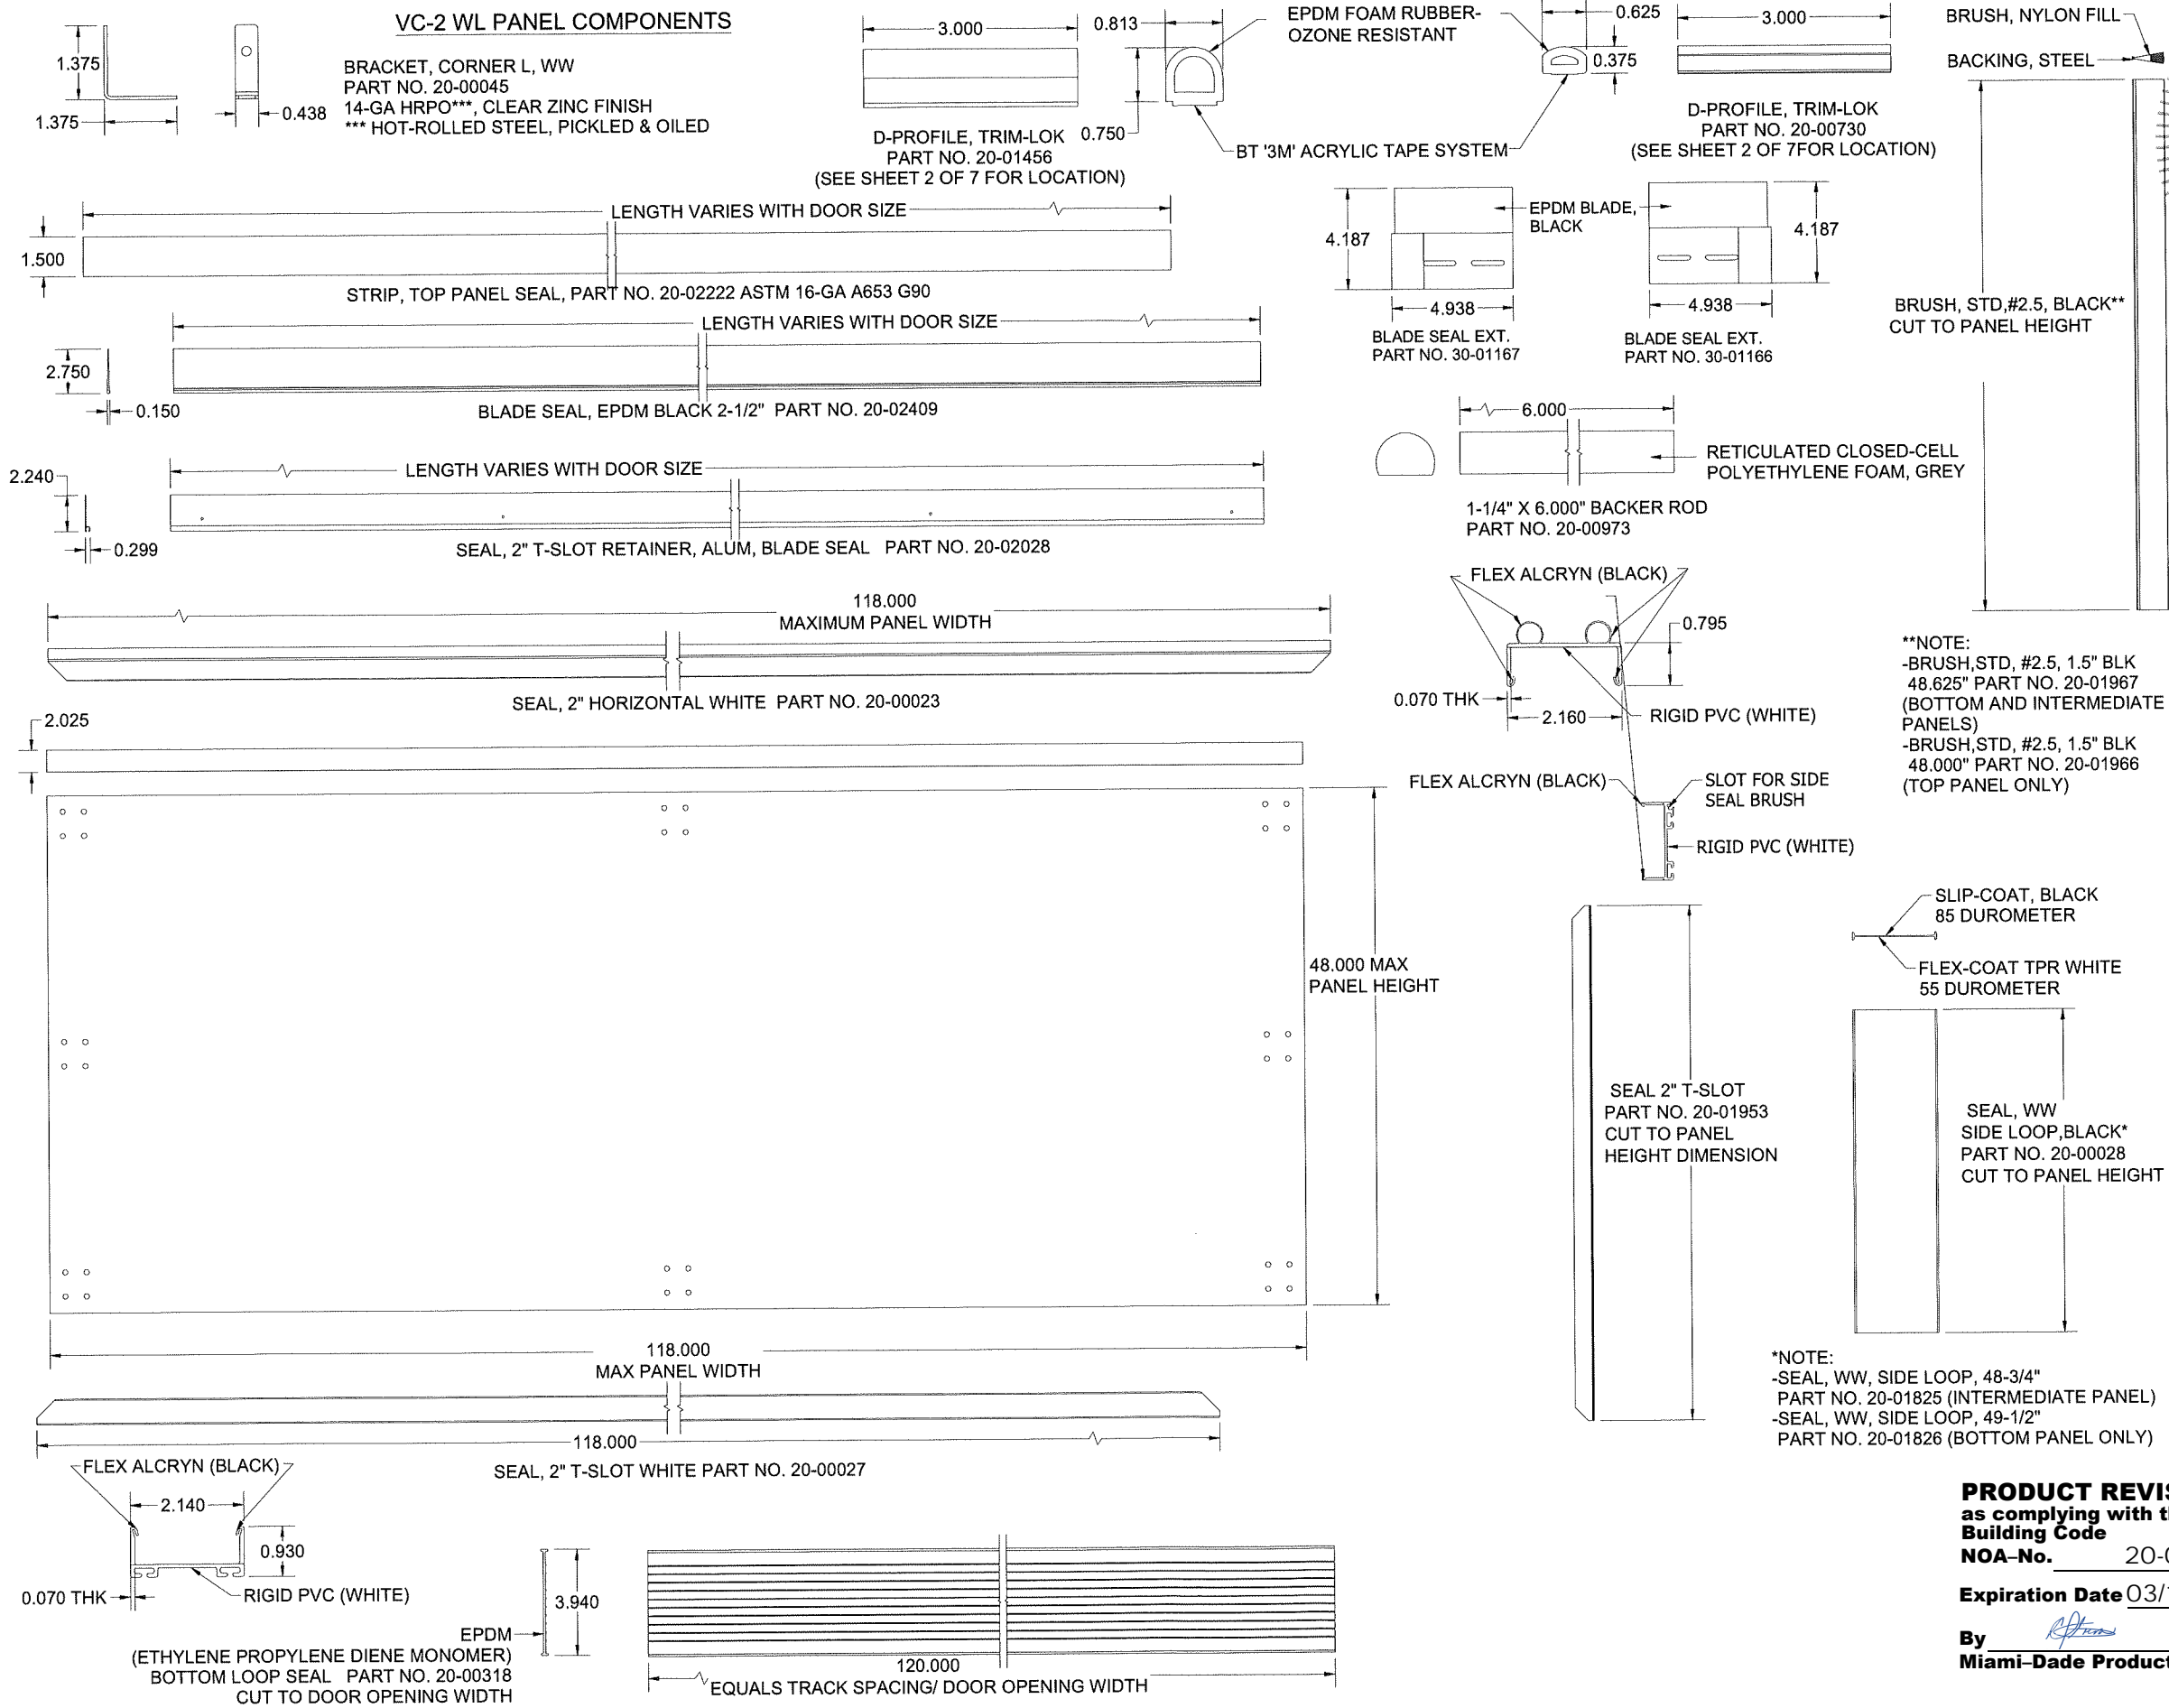 VC-2 WL PANEL COMPONENTS
1.375
1.375
0.438
BRACKET, CORNER L, WW
PART NO. 20-00045
14-GA HRPO***, CLEAR ZINC FINISH
*** HOT-ROLLED STEEL, PICKLED & OILED
3.000
0.813
0.750
D-PROFILE, TRIM-LOK
PART NO. 20-01456
(SEE SHEET 2 OF 7 FOR LOCATION)
EPDM FOAM RUBBER-
OZONE RESISTANT
BT '3M' ACRYLIC TAPE SYSTEM
0.625
0.375
3.000
D-PROFILE, TRIM-LOK
PART NO. 20-00730
(SEE SHEET 2 OF 7FOR LOCATION)
BRUSH, NYLON FILL
BACKING, STEEL
LENGTH VARIES WITH DOOR SIZE
1.500
STRIP, TOP PANEL SEAL, PART NO. 20-02222 ASTM 16-GA A653 G90
4.187
EPDM BLADE,
BLACK
4.187
4.938
4.938
BLADE SEAL EXT.
PART NO. 30-01167
BLADE SEAL EXT.
PART NO. 30-01166
BRUSH, STD,#2.5, BLACK**
CUT TO PANEL HEIGHT
LENGTH VARIES WITH DOOR SIZE
2.750
0.150
BLADE SEAL, EPDM BLACK 2-1/2" PART NO. 20-02409
6.000
RETICULATED CLOSED-CELL
POLYETHYLENE FOAM, GREY
1-1/4" X 6.000" BACKER ROD
PART NO. 20-00973
LENGTH VARIES WITH DOOR SIZE
2.240
0.299
SEAL, 2" T-SLOT RETAINER, ALUM, BLADE SEAL PART NO. 20-02028
118.000
MAXIMUM PANEL WIDTH
SEAL, 2" HORIZONTAL WHITE PART NO. 20-00023
FLEX ALCRYN (BLACK)
0.795
0.070 THK
2.160
RIGID PVC (WHITE)
**NOTE:
-BRUSH,STD, #2.5, 1.5" BLK
48.625" PART NO. 20-01967
(BOTTOM AND INTERMEDIATE
PANELS)
-BRUSH,STD, #2.5, 1.5" BLK
48.000" PART NO. 20-01966
(TOP PANEL ONLY)
2.025
FLEX ALCRYN (BLACK)
SLOT FOR SIDE
SEAL BRUSH
RIGID PVC (WHITE)
48.000 MAX
PANEL HEIGHT
SLIP-COAT, BLACK
85 DUROMETER
FLEX-COAT TPR WHITE
55 DUROMETER
SEAL 2" T-SLOT
PART NO. 20-01953
CUT TO PANEL
HEIGHT DIMENSION
SEAL, WW
SIDE LOOP,BLACK*
PART NO. 20-00028
CUT TO PANEL HEIGHT
118.000
MAX PANEL WIDTH
*NOTE:
-SEAL, WW, SIDE LOOP, 48-3/4"
PART NO. 20-01825 (INTERMEDIATE PANEL)
-SEAL, WW, SIDE LOOP, 49-1/2"
PART NO. 20-01826 (BOTTOM PANEL ONLY)
118.000
SEAL, 2" T-SLOT WHITE PART NO. 20-00027
FLEX ALCRYN (BLACK)
2.140
0.930
0.070 THK
RIGID PVC (WHITE)
EPDM
(ETHYLENE PROPYLENE DIENE MONOMER)
BOTTOM LOOP SEAL PART NO. 20-00318
CUT TO DOOR OPENING WIDTH
3.940
120.000
EQUALS TRACK SPACING/ DOOR OPENING WIDTH
PRODUCT REVIS
as complying with t
Building Code
NOA-No. 20-0
Expiration Date 03/1
By
Miami-Dade Product